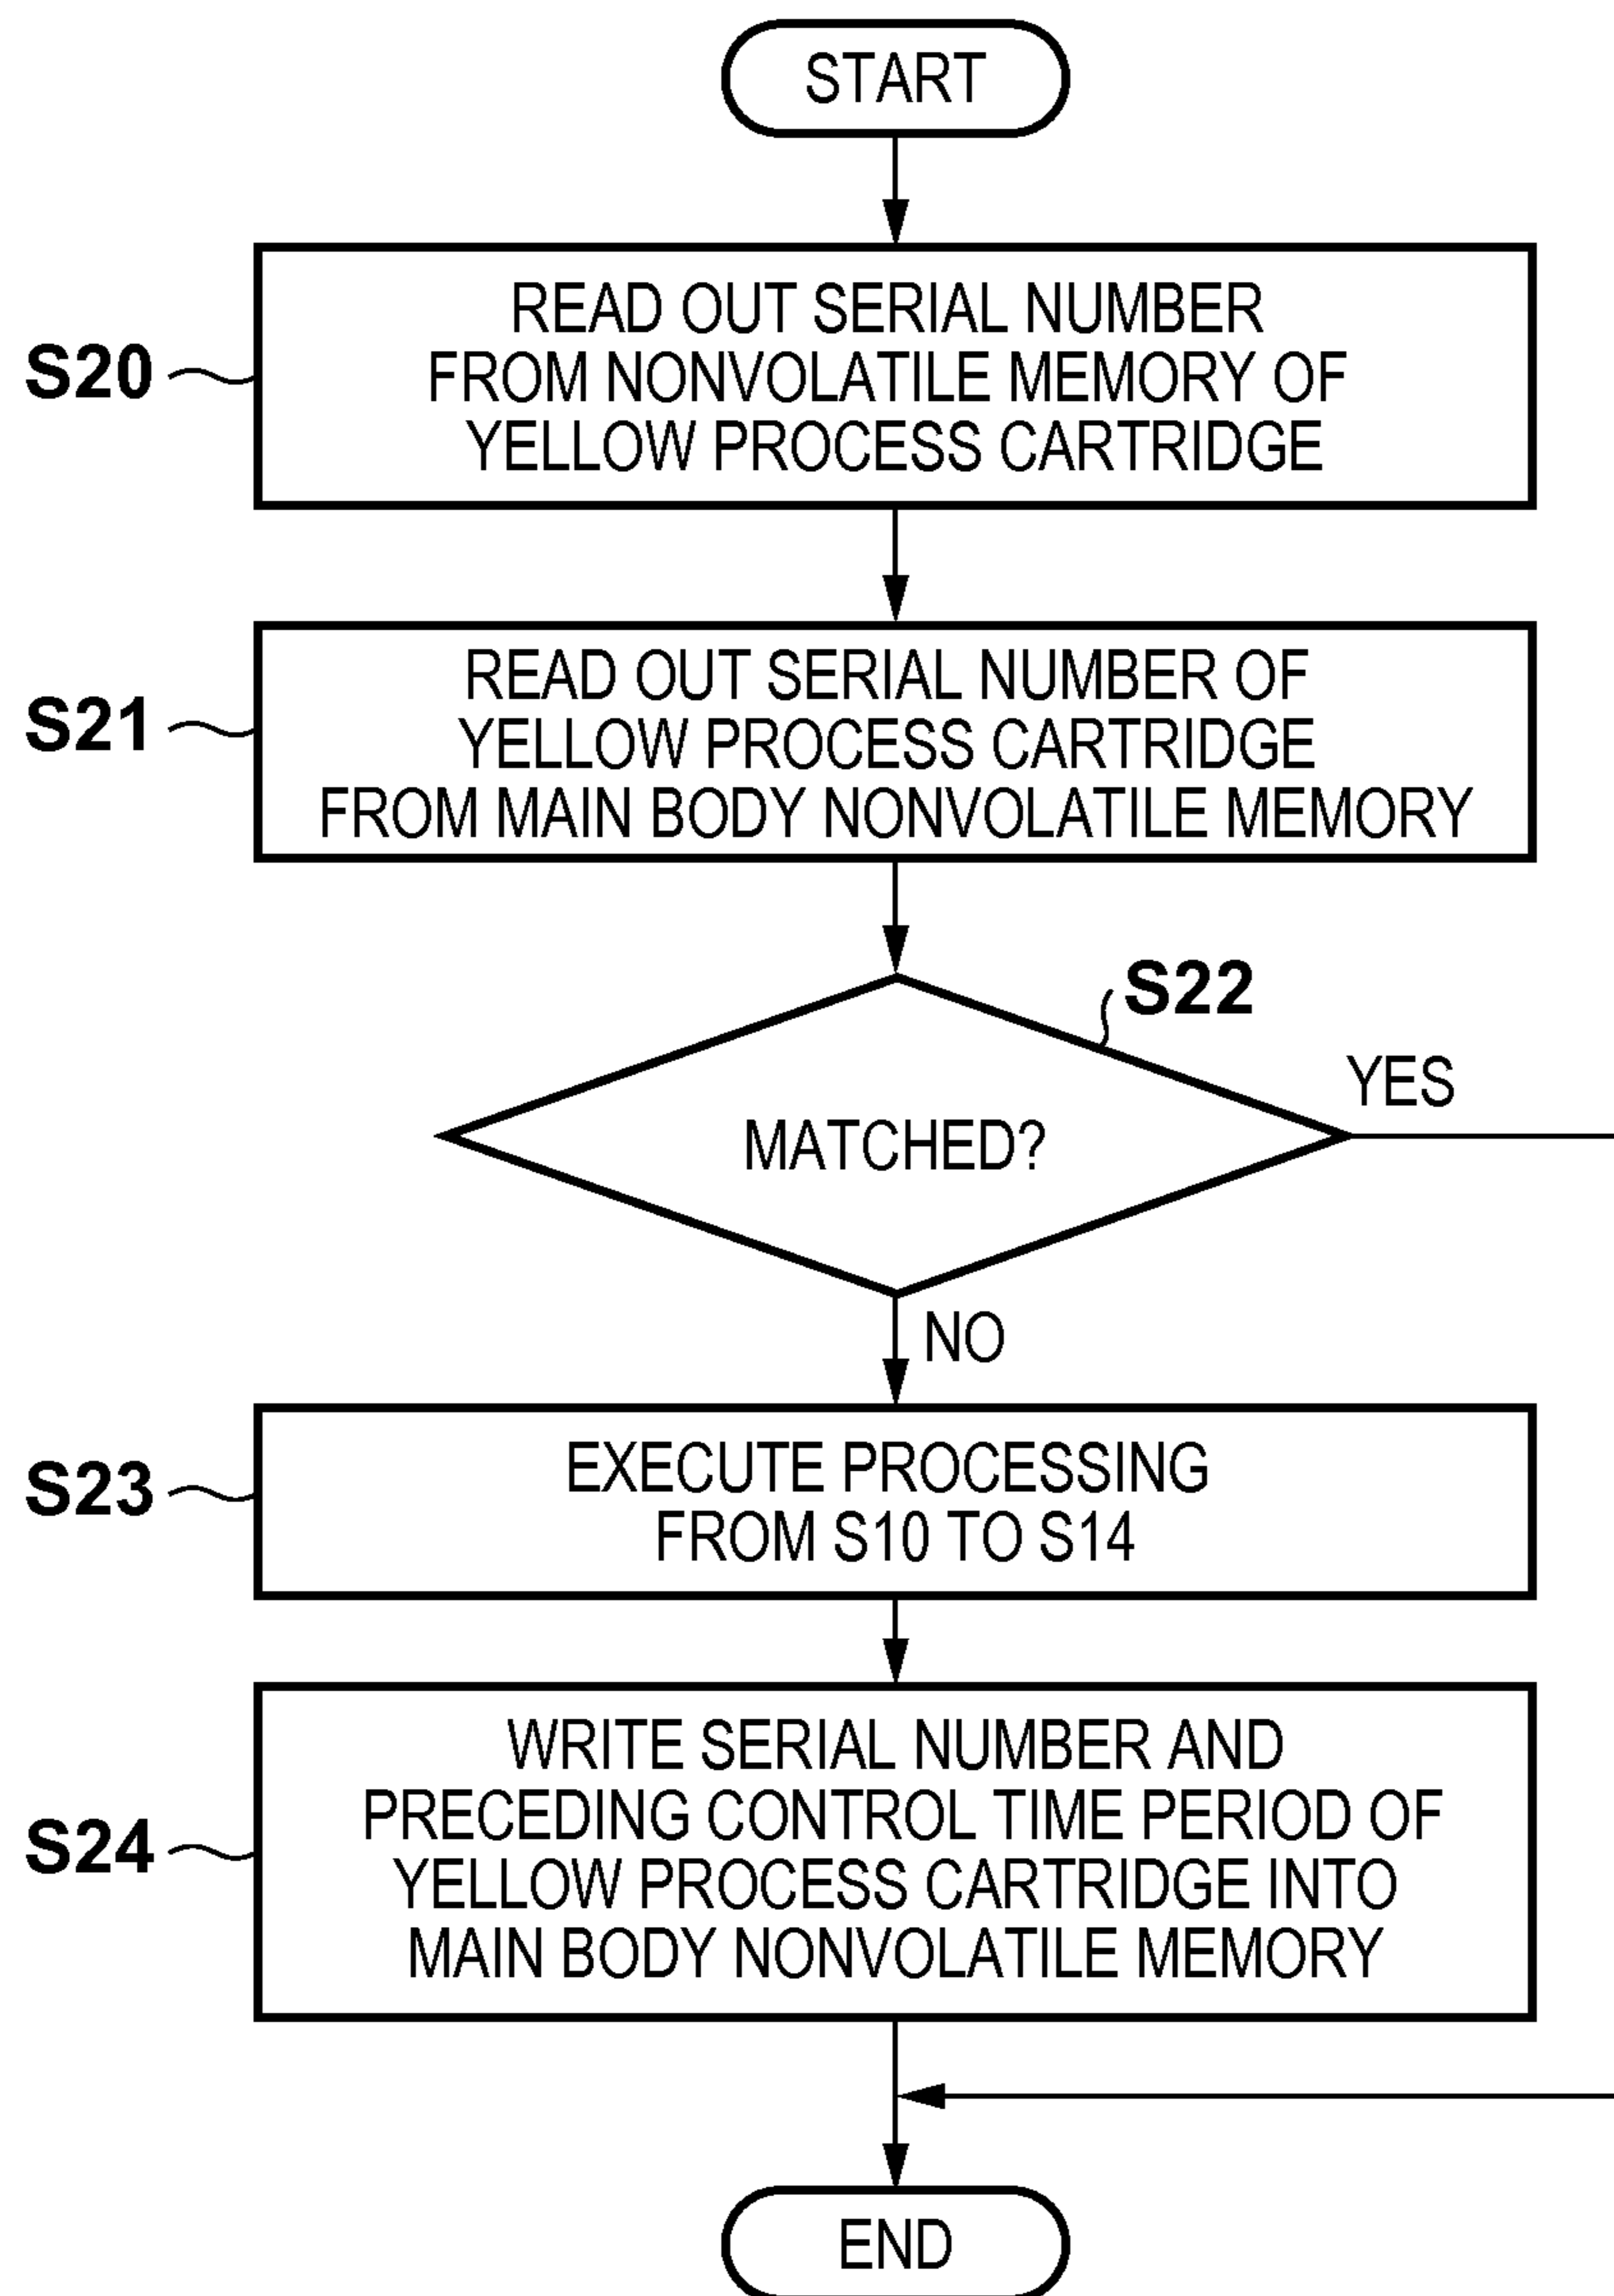 START
S20
READ OUT SERIAL NUMBER
FROM NONVOLATILE MEMORY OF
YELLOW PROCESS CARTRIDGE
S21
READ OUT SERIAL NUMBER OF
YELLOW PROCESS CARTRIDGE
FROM MAIN BODY NONVOLATILE MEMORY
S22
MATCHED?
YES
NO
S23
EXECUTE PROCESSING
FROM S10 TO S14
S24
WRITE SERIAL NUMBER AND
PRECEDING CONTROL TIME PERIOD OF
YELLOW PROCESS CARTRIDGE INTO
MAIN BODY NONVOLATILE MEMORY
END